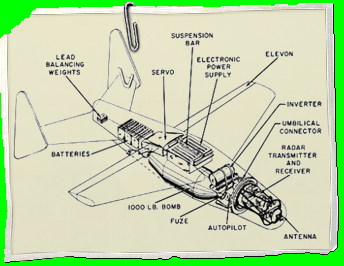 SUSPENSION
BAR
ELECTRONIC
POWER
SUPPLY
ELEVON
LEAD
BALANCING
WEIGHTS
SERVO
INVERTER
UMBILICAL
CONNECTOR
RADAR
TRANSMITTER
AND
RECEIVER
BATTERIES
1000 LB. BOMB
FUZE
AUTOPILOT
ANTENNA